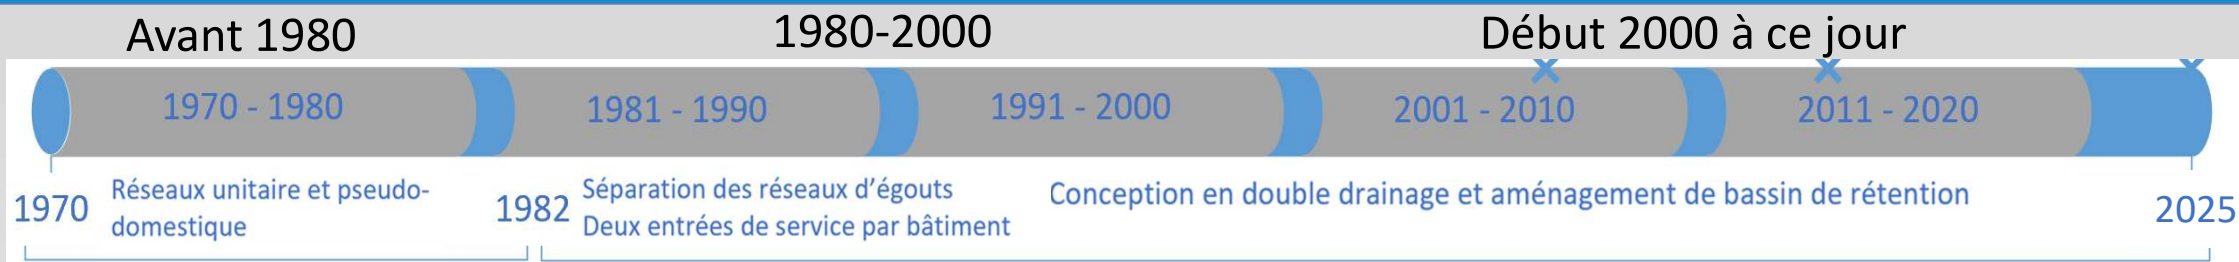 Avant 1980
1980-2000
Début 2000 à ce jour
1970 - 1980
1981 - 1990
1991 - 2000
2001 - 2010
2011 - 2020
1970
Réseaux unitaire et pseudo-
domestique
1982
Séparation des réseaux d'égouts
Deux entrées de service par bâtiment
Conception en double drainage et aménagement de bassin de rétention
2025